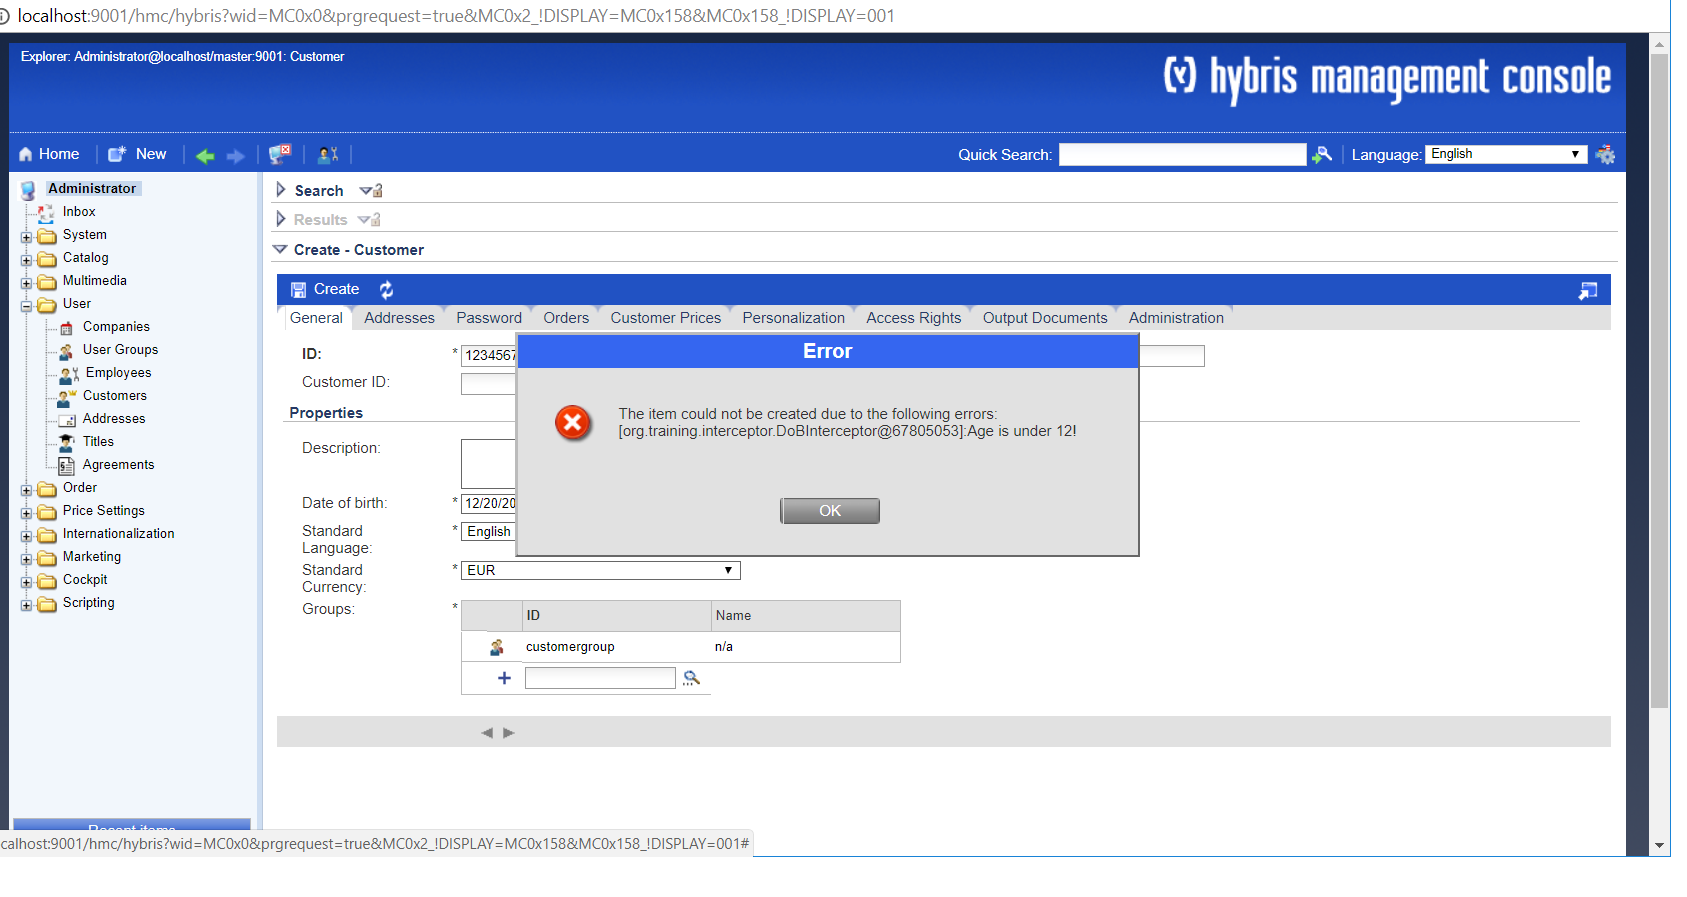 localhost:9001/hmc/hybris?wid=MC0x0&prgrequest=true&MC0x2_!DISPLAY=MC0x158&MC0x158_!DISPLAY=001
Explorer: Administrator@localhost/master:9001: Customer
(v) hybris management console
Home New Quick Search: Language: English
Administrator
Inbox
System
Catalog
Multimedia
User
Companies
User Groups
Employees
Customers
Addresses
Titles
Agreements
Order
Price Settings
Internationalization
Marketing
Cockpit
Scripting
Recent items
Search
Results
Create - Customer
Create
General Addresses Password Orders Customer Prices Personalization Access Rights Output Documents Administration
ID: * 1234567
Customer ID:
Properties
Description:
Date of birth: * 12/20/20
Standard Language: * English
Standard Currency: * EUR
Groups: * ID Name
customergroup n/a
Error
The item could not be created due to the following errors:
[org.training.interceptor.DoBInterceptor@67805053]:Age is under 12!
OK
calhost:9001/hmc/hybris?wid=MC0x0&prgrequest=true&MC0x2_!DISPLAY=MC0x158&MC0x158_!DISPLAY=001#